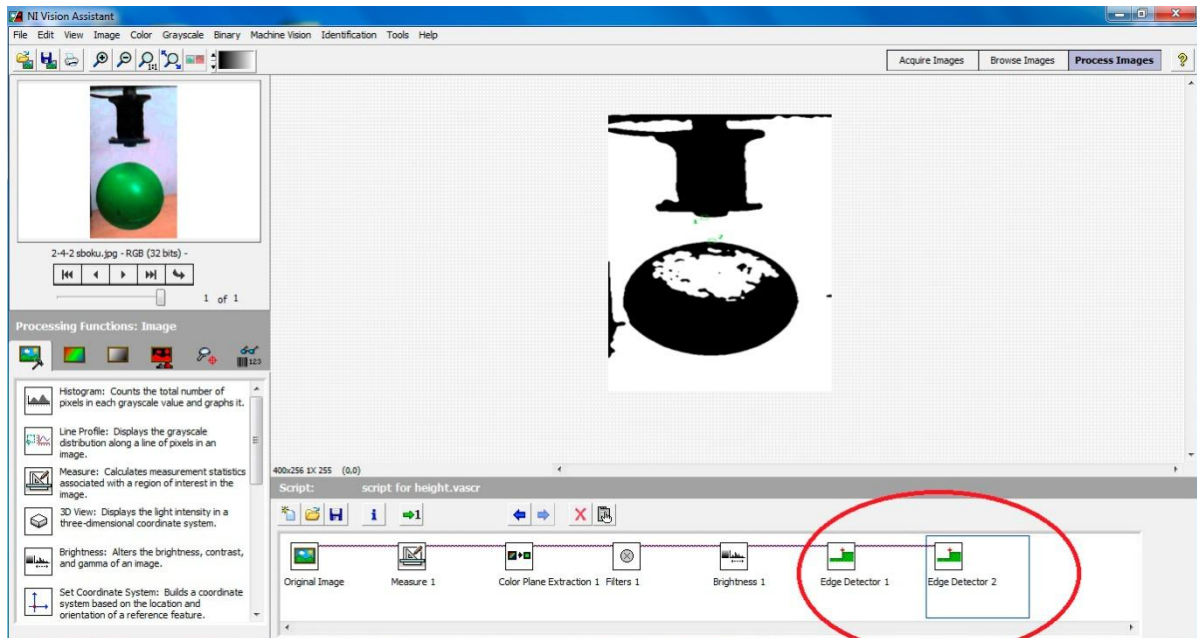 NI Vision Assistant
File Edit View Image Color Grayscale Binary Machine Vision Identification Tools Help
1:1
Acquire Images Browse Images Process Images ?
2-4-2 sboku.jpg - RGB (32 bits) -
1 of 1
Processing Functions: Image
123
Histogram: Counts the total number of
pixels in each grayscale value and graphs it.
Line Profile: Displays the grayscale
distribution along a line of pixels in an
image.
Measure: Calculates measurement statistics
associated with a region of interest in the
image.
3D View: Displays the light intensity in a
three-dimensional coordinate system.
Brightness: Alters the brightness, contrast,
and gamma of an image.
Set Coordinate System: Builds a coordinate
system based on the location and
orientation of a reference feature.
400x256 1X 255 (0,0)
Script: script for height.vascr
i
1
X
Original Image Measure 1 Color Plane Extraction 1 Filters 1 Brightness 1 Edge Detector 1 Edge Detector 2